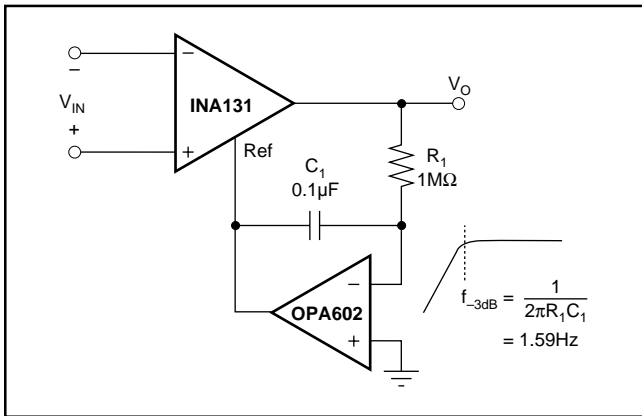 −
V_IN
+
−
INA131
+
Ref
V_O
R_1
1MΩ
C_1
0.1µF
−
OPA602
+
f_–3dB = 1 / 2πR_1C_1
= 1.59Hz